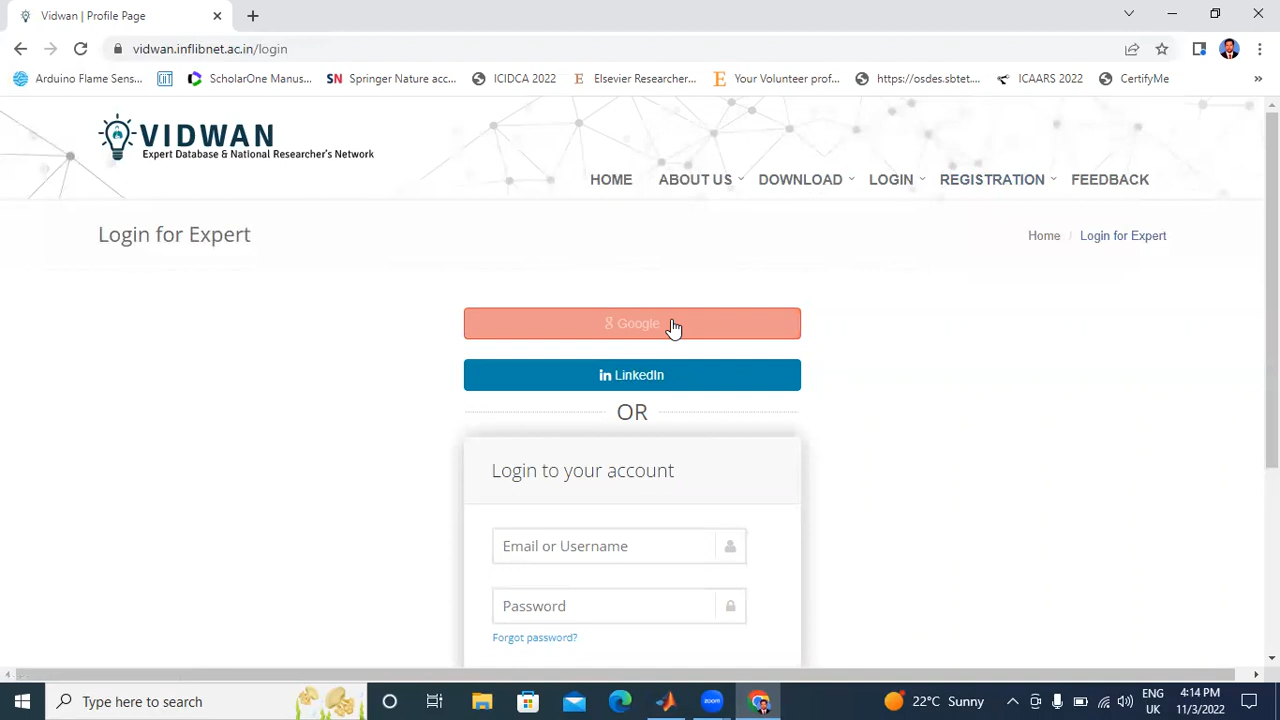 Vidwan | Profile Page
vidwan.inflibnet.ac.in/login
Arduino Flame Sens...
ScholarOne Manus...
SN Springer Nature acc...
ICIDCA 2022
Elsevier Researcher...
Your Volunteer prof...
https://osdes.sbtet....
ICAARS 2022
CertifyMe
»
VIDWAN
Expert Database & National Researcher's Network
HOME
ABOUT US
DOWNLOAD
LOGIN
REGISTRATION
FEEDBACK
Login for Expert
Home / Login for Expert
Google
in LinkedIn
OR
Login to your account
Email or Username
Password
Forgot password?
Type here to search
zoom
22°C Sunny
ENG
UK
4:14 PM
11/3/2022